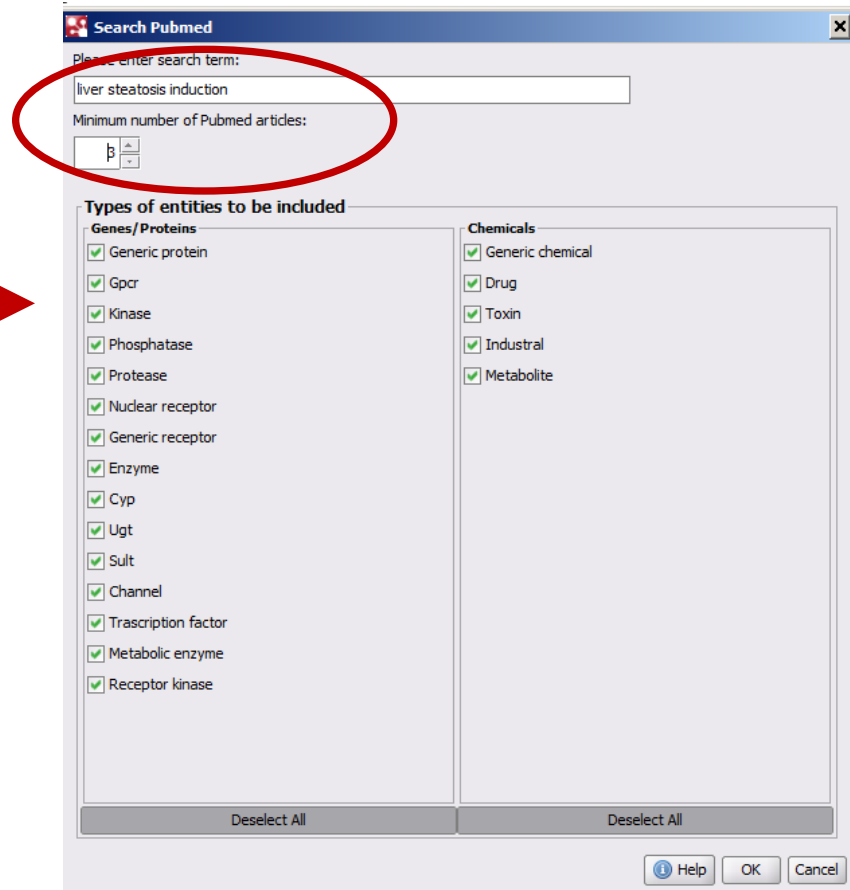 Search Pubmed
Please enter search term:
liver steatosis induction
Minimum number of Pubmed articles:
3
Types of entities to be included
Genes/Proteins
Generic protein
Gpcr
Kinase
Phosphatase
Protease
Nuclear receptor
Generic receptor
Enzyme
Cyp
Ugt
Sult
Channel
Trascription factor
Metabolic enzyme
Receptor kinase
Deselect All
Chemicals
Generic chemical
Drug
Toxin
Industral
Metabolite
Deselect All
Help
OK
Cancel